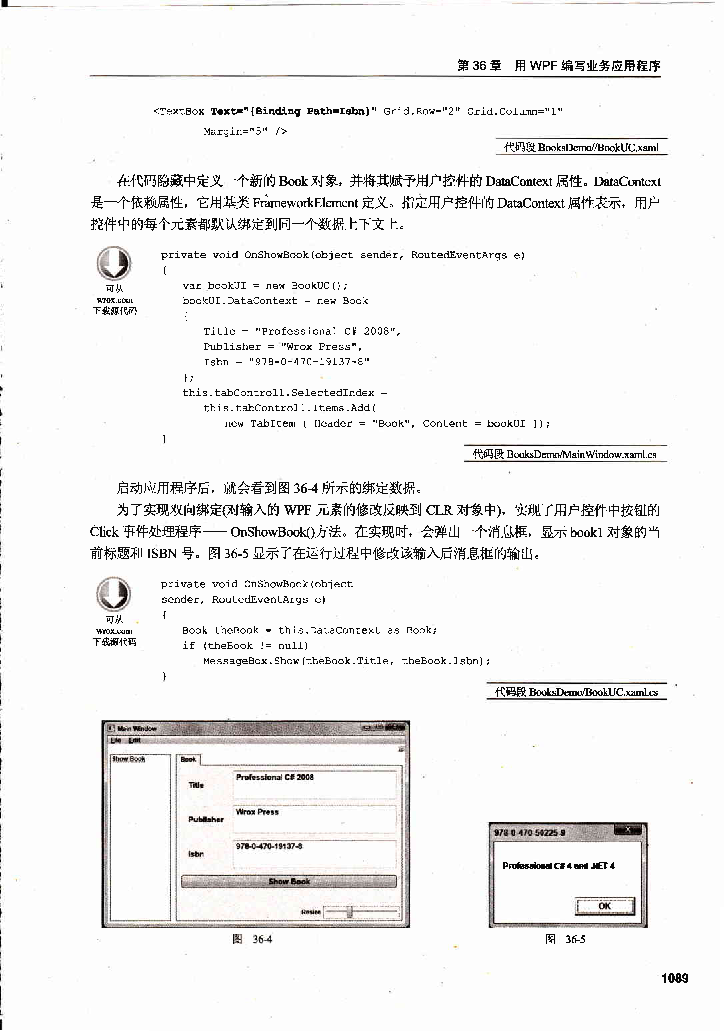 第 36 章 用 WPF 编写业务应用程序
<TextBox Text="{Binding Path=Isbn}" Grid.Row="2" Grid.Column="1"
Margin="5" />
代码段 BooksDemo//BookUC.xaml
在代码隐藏中定义一个新的 Book 对象，并将其赋予用户控件的 DataContext 属性。DataContext
是一个依赖属性，它用基类 FrameworkElement 定义。指定用户控件的 DataContext 属性表示，用户
控件中的每个元素都默认绑定到同一个数据上下文上。
可从
wrox.com
下载源代码
private void OnShowBook(object sender, RoutedEventArgs e)
{
var bookUI = new BookUC();
bookUI.DataContext = new Book
{
Title = "Professional C# 2008",
Publisher = "Wrox Press",
Isbn = "978-0-470-19137-8"
};
this.tabControl1.SelectedIndex =
this.tabControl1.Items.Add(
new TabItem { Header = "Book", Content = bookUI });
}
代码段 BooksDemo/MainWindow.xaml.cs
启动应用程序后，就会看到图 36-4 所示的绑定数据。
为了实现双向绑定(对输入的 WPF 元素的修改反映到 CLR 对象中)，实现了用户控件中按钮的
Click 事件处理程序—— OnShowBook()方法。在实现时，会弹出一个消息框，显示 book1 对象的当
前标题和 ISBN 号。图 36-5 显示了在运行过程中修改该输入后消息框的输出。
可从
wrox.com
下载源代码
private void OnShowBook(object
sender, RoutedEventArgs e)
{
Book theBook = this.DataContext as Book;
if (theBook != null)
MessageBox.Show(theBook.Title, theBook.Isbn);
}
代码段 BooksDemo/BookUC.xaml.cs
Main Window
File Edit
Show Book
Book
Title
Professional C# 2008
Publisher
Wrox Press
Isbn
978-0-470-19137-8
Show Book
Resize
978-0-470-50225-9
Professional C# 4 and .NET 4
OK
图 36-4
图 36-5
1089